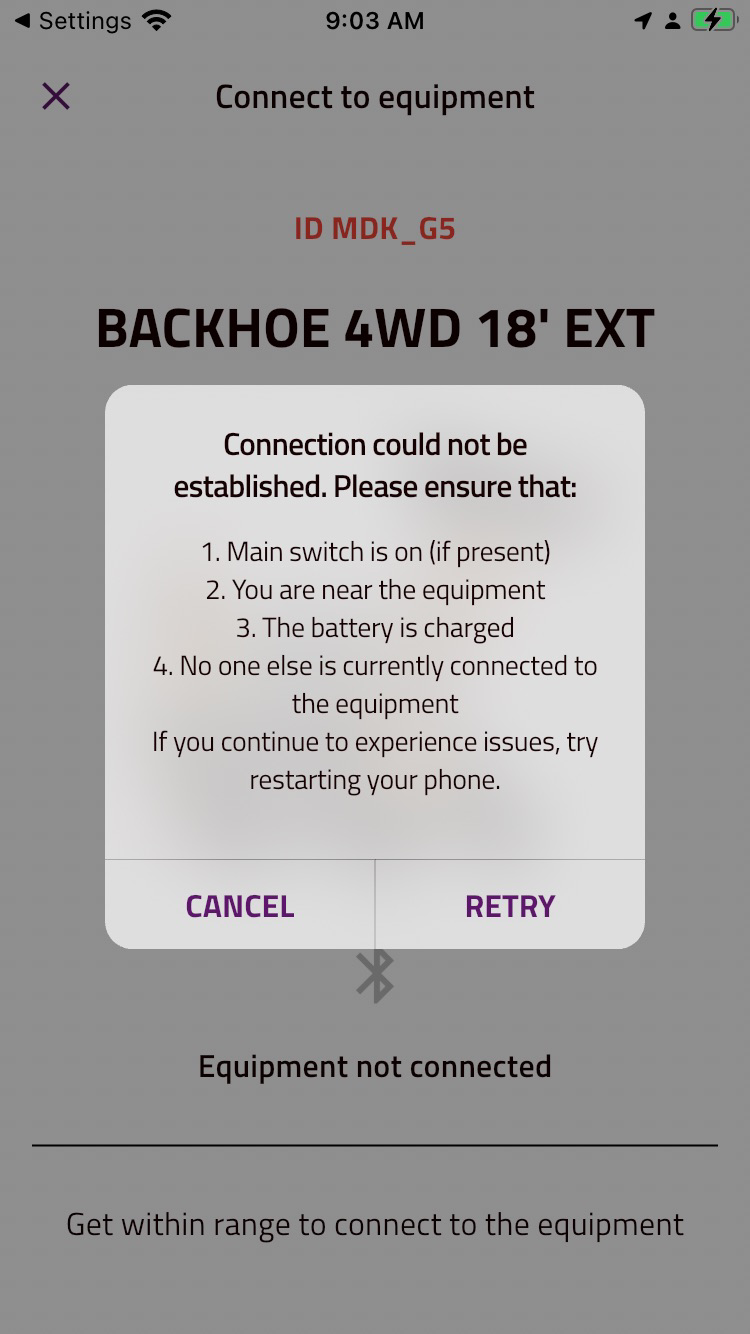 Settings
9:03 AM
Connect to equipment
ID MDK_G5
BACKHOE 4WD 18' EXT
Connection could not be
established. Please ensure that:
1. Main switch is on (if present)
2. You are near the equipment
3. The battery is charged
4. No one else is currently connected to
the equipment
If you continue to experience issues, try
restarting your phone.
CANCEL
RETRY
Equipment not connected
Get within range to connect to the equipment